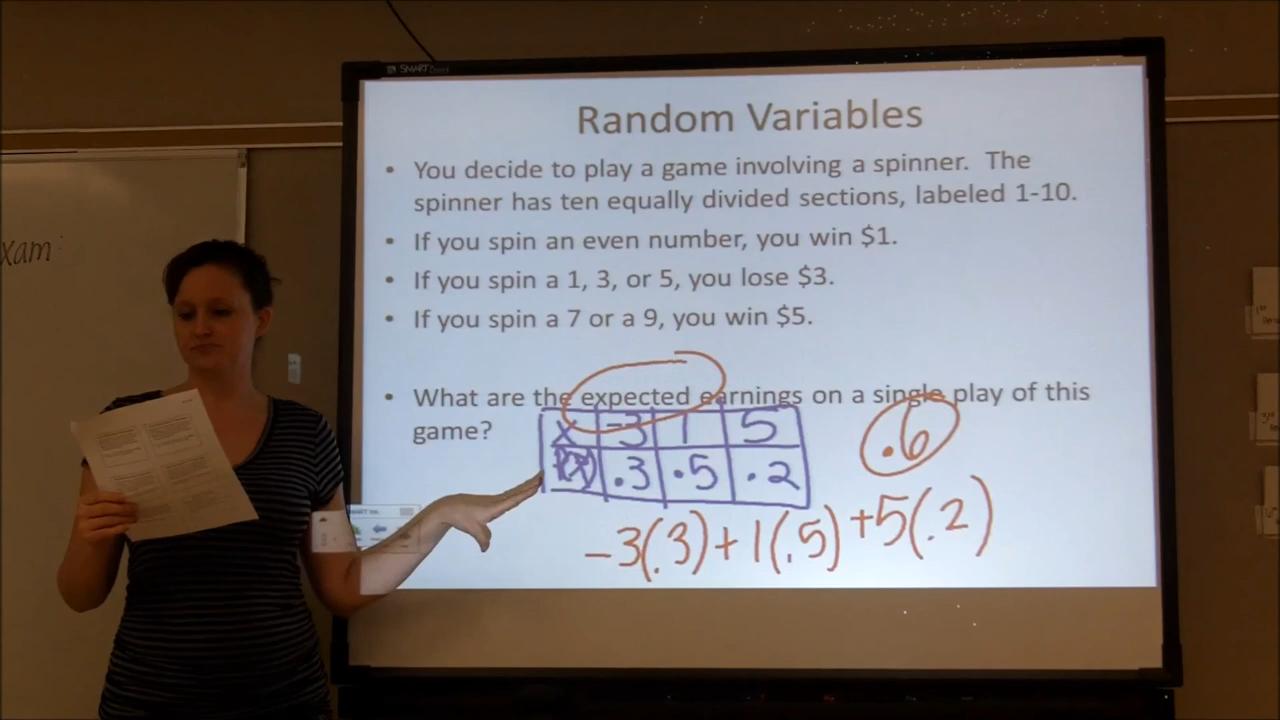 SMART Board
Random Variables
• You decide to play a game involving a spinner. The
spinner has ten equally divided sections, labeled 1-10.
• If you spin an even number, you win $1.
• If you spin a 1, 3, or 5, you lose $3.
• If you spin a 7 or a 9, you win $5.
• What are the expected earnings on a single play of this
game?
X -3 1 5
P(X) .3 .5 .2
.6
-3(.3)+1(.5)+5(.2)
xam